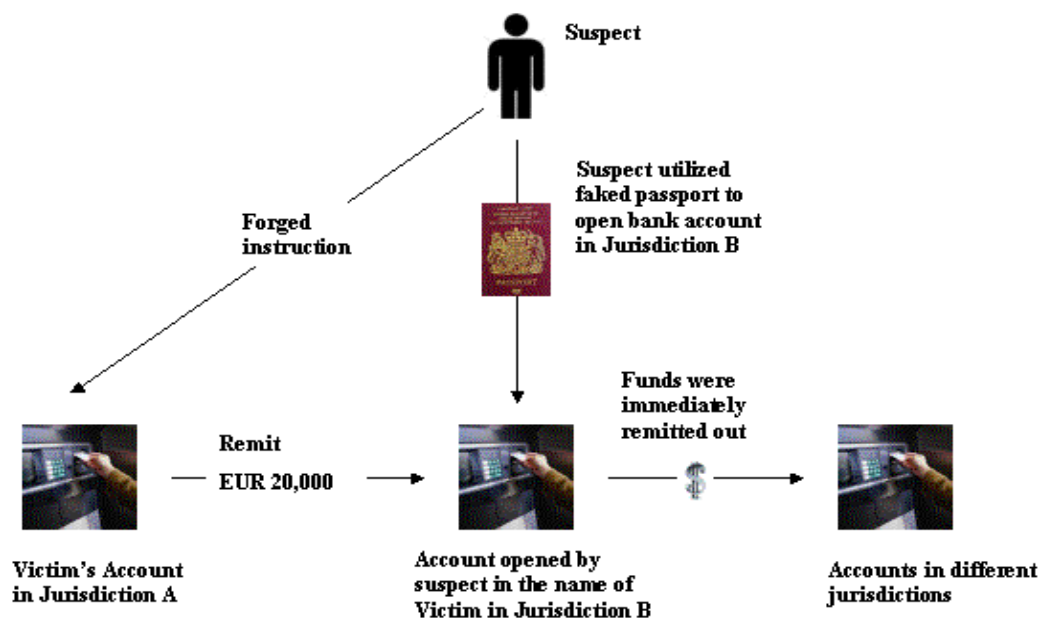 Suspect
Suspect utilized
faked passport to
open bank account
in Jurisdiction B
Forged
instruction
PASSPORT
Funds were
immediately
remitted out
Remit
EUR 20,000
$
Victim's Account
in Jurisdiction A
Account opened by
suspect in the name of
Victim in Jurisdiction B
Accounts in different
jurisdictions